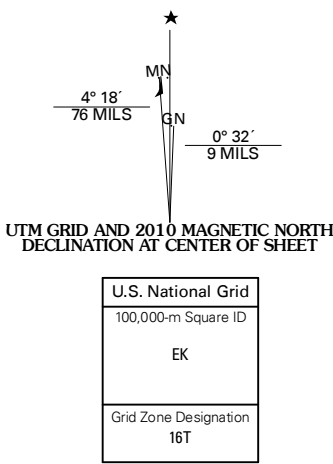 MN
4° 18´
76 MILS
GN
0° 32´
9 MILS
UTM GRID AND 2010 MAGNETIC NORTH
DECLINATION AT CENTER OF SHEET
U.S. National Grid
100,000-m Square ID
EK
Grid Zone Designation
16T